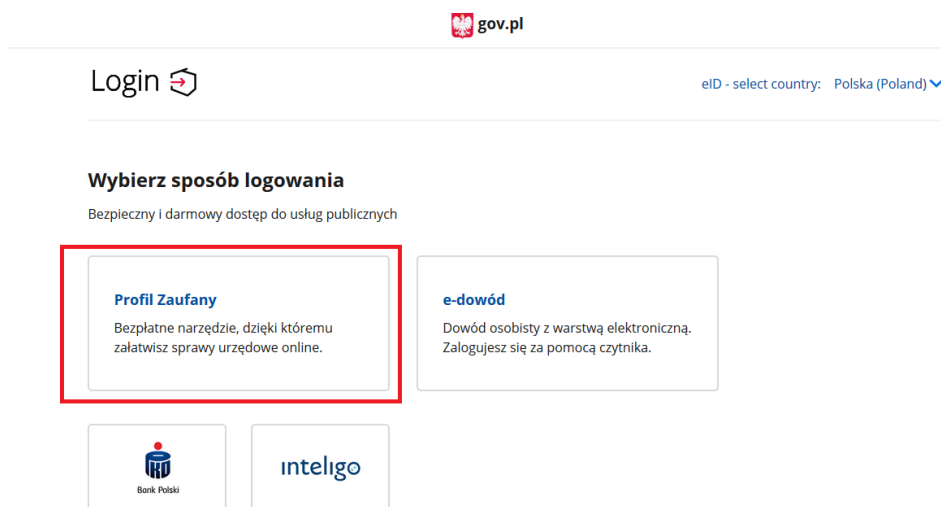 gov.pl
Login
eID - select country: Polska (Poland)
Wybierz sposób logowania
Bezpieczny i darmowy dostęp do usług publicznych
Profil Zaufany
Bezpłatne narzędzie, dzięki któremu
załatwisz sprawy urzędowe online.
e-dowód
Dowód osobisty z warstwą elektroniczną.
Zalogujesz się za pomocą czytnika.
PKO
Bank Polski
inteligo